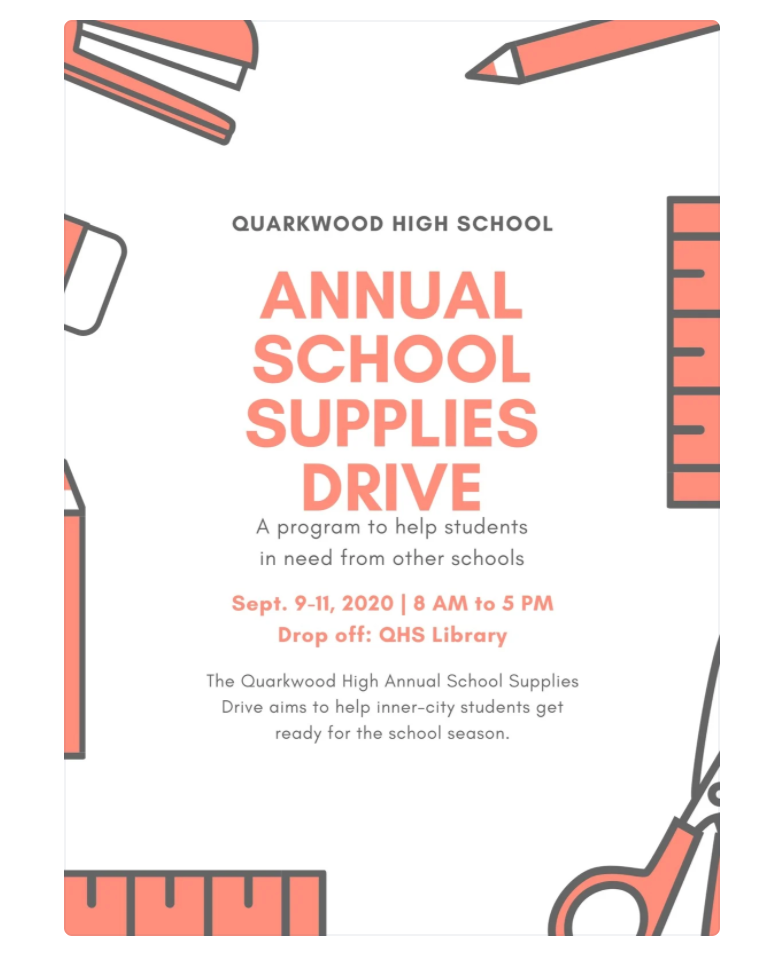 QUARKWOOD HIGH SCHOOL
ANNUAL
SCHOOL
SUPPLIES
DRIVE
A program to help students
in need from other schools
Sept. 9-11, 2020 | 8 AM to 5 PM
Drop off: QHS Library
The Quarkwood High Annual School Supplies
Drive aims to help inner-city students get
ready for the school season.